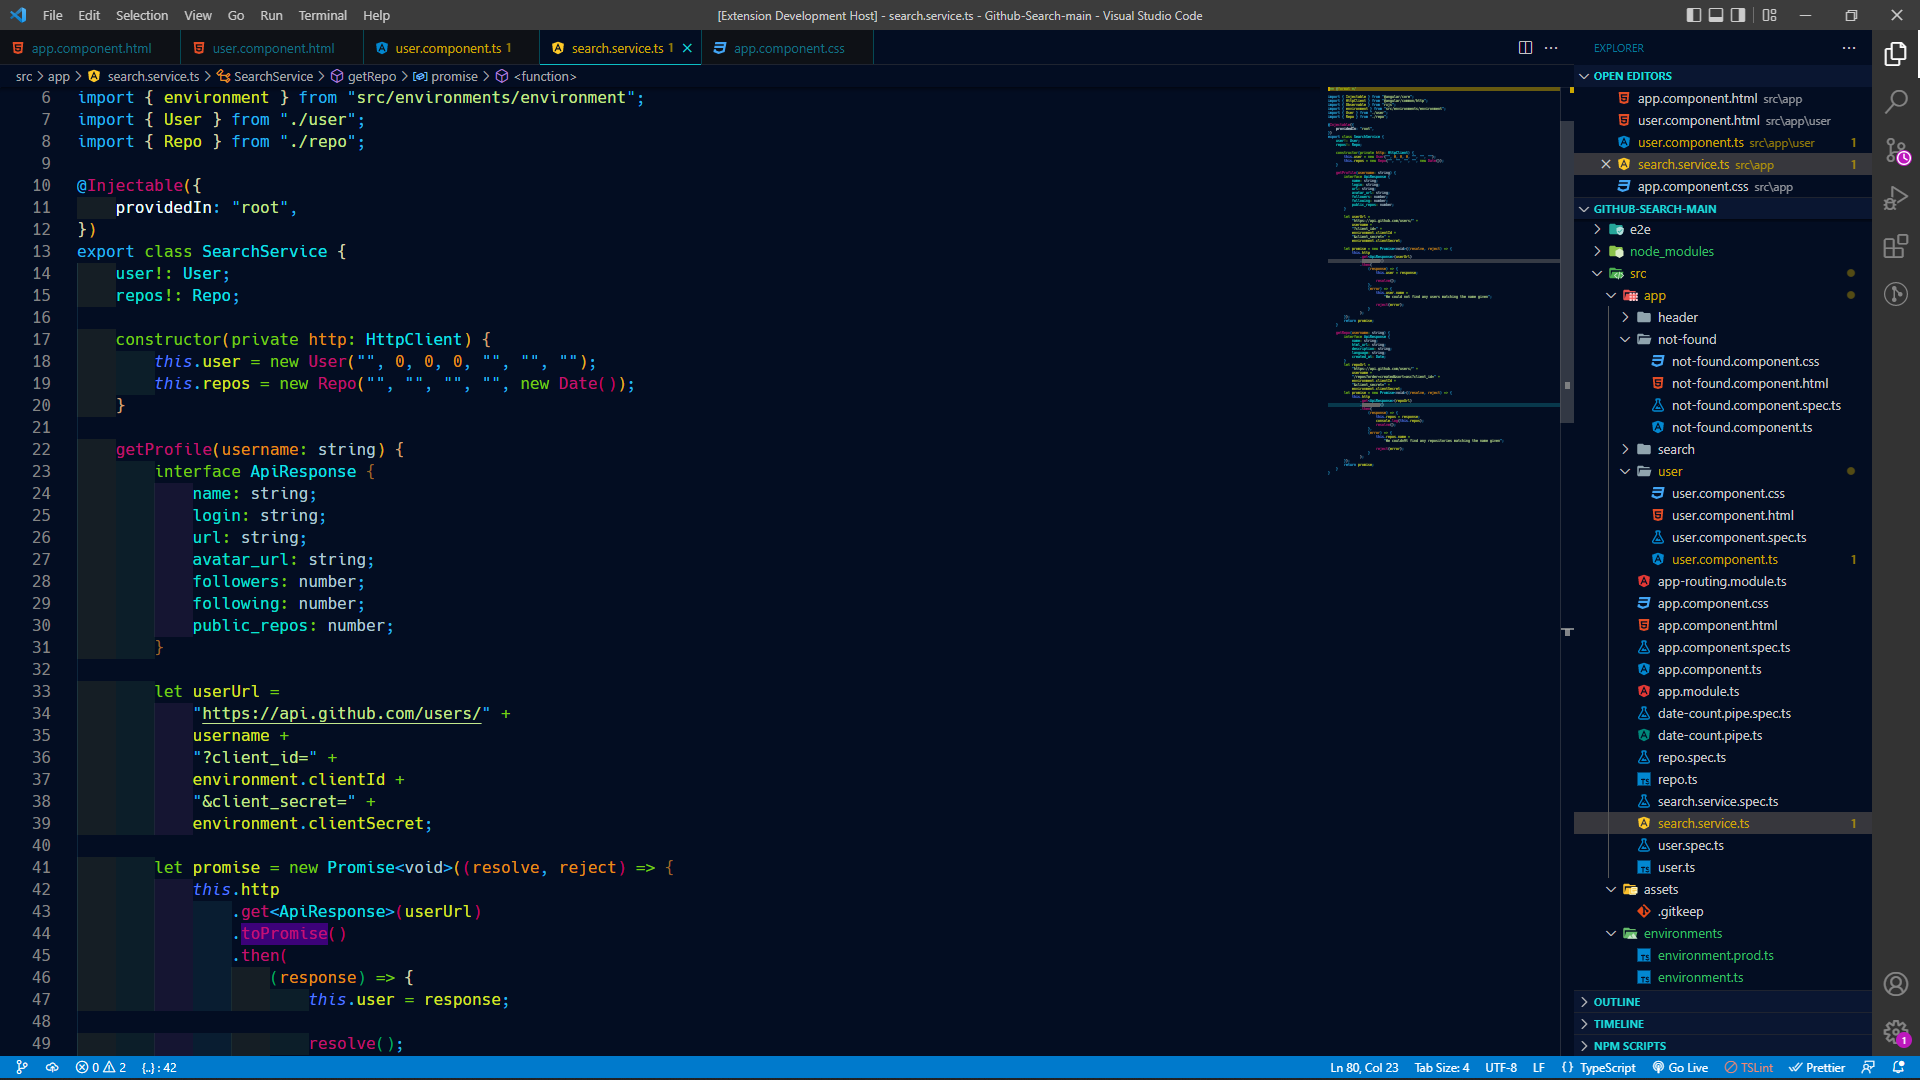 File Edit Selection View Go Run Terminal Help
[Extension Development Host] - search.service.ts - Github-Search-main - Visual Studio Code
app.component.html user.component.html user.component.ts 1 search.service.ts 1 app.component.css
src > app > search.service.ts > SearchService > getRepo > promise > <function>
6 import { environment } from "src/environments/environment";
7 import { User } from "./user";
8 import { Repo } from "./repo";
9
10 @Injectable({
11 providedIn: "root",
12 })
13 export class SearchService {
14 user!: User;
15 repos!: Repo;
16
17 constructor(private http: HttpClient) {
18 this.user = new User("", 0, 0, 0, "", "", "");
19 this.repos = new Repo("", "", "", "", new Date());
20 }
21
22 getProfile(username: string) {
23 interface ApiResponse {
24 name: string;
25 login: string;
26 url: string;
27 avatar_url: string;
28 followers: number;
29 following: number;
30 public_repos: number;
31 }
32
33 let userUrl =
34 "https://api.github.com/users/" +
35 username +
36 "?client_id=" +
37 environment.clientId +
38 "&client_secret=" +
39 environment.clientSecret;
40
41 let promise = new Promise<void>((resolve, reject) => {
42 this.http
43 .get<ApiResponse>(userUrl)
44 .toPromise()
45 .then(
46 (response) => {
47 this.user = response;
48
49 resolve();
EXPLORER
OPEN EDITORS
app.component.html src\app
user.component.html src\app\user
user.component.ts src\app\user 1
search.service.ts src\app 1
app.component.css src\app
GITHUB-SEARCH-MAIN
e2e
node_modules
src
app
header
not-found
not-found.component.css
not-found.component.html
not-found.component.spec.ts
not-found.component.ts
search
user
user.component.css
user.component.html
user.component.spec.ts
user.component.ts 1
app-routing.module.ts
app.component.css
app.component.html
app.component.spec.ts
app.component.ts
app.module.ts
date-count.pipe.spec.ts
date-count.pipe.ts
repo.spec.ts
repo.ts
search.service.spec.ts
search.service.ts 1
user.spec.ts
user.ts
assets
.gitkeep
environments
environment.prod.ts
environment.ts
OUTLINE
TIMELINE
NPM SCRIPTS
1
0 2 {..} : 42
Ln 80, Col 23 Tab Size: 4 UTF-8 LF { } TypeScript Go Live TSLint Prettier